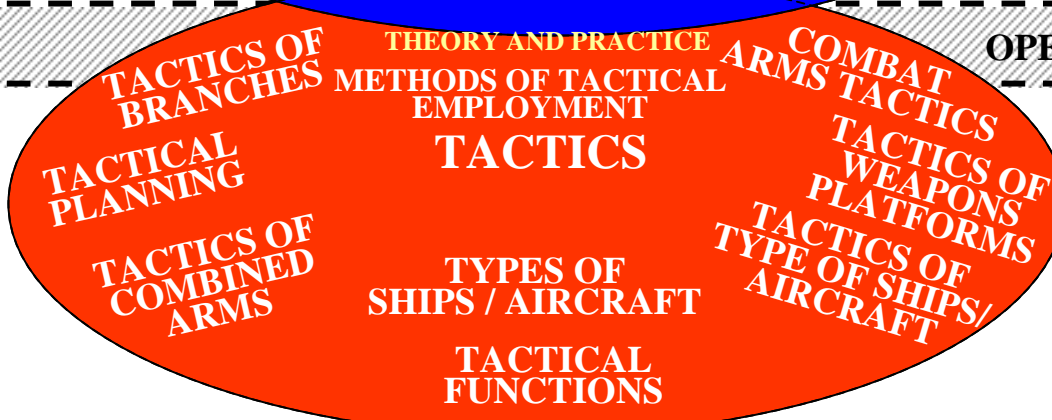 THEORY AND PRACTICE
METHODS OF TACTICAL
EMPLOYMENT
TACTICS
TACTICS OF
BRANCHES
TACTICAL
PLANNING
TACTICS OF
COMBINED
ARMS
TYPES OF
SHIPS / AIRCRAFT
TACTICAL
FUNCTIONS
COMBAT
ARMS TACTICS
TACTICS OF
WEAPONS
PLATFORMS
TACTICS OF
TYPE OF SHIPS/
AIRCRAFT
OPE